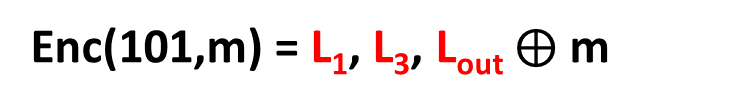 Enc(101,m) = L₁, L₃, Lₒᵤₜ ⊕ m